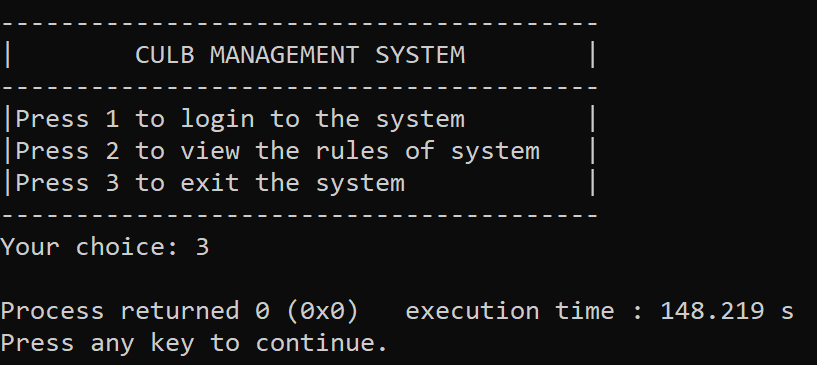 ----------------------------------------
|        CULB MANAGEMENT SYSTEM        |
----------------------------------------
|Press 1 to login to the system        |
|Press 2 to view the rules of system   |
|Press 3 to exit the system            |
----------------------------------------
Your choice: 3
Process returned 0 (0x0)   execution time : 148.219 s
Press any key to continue.